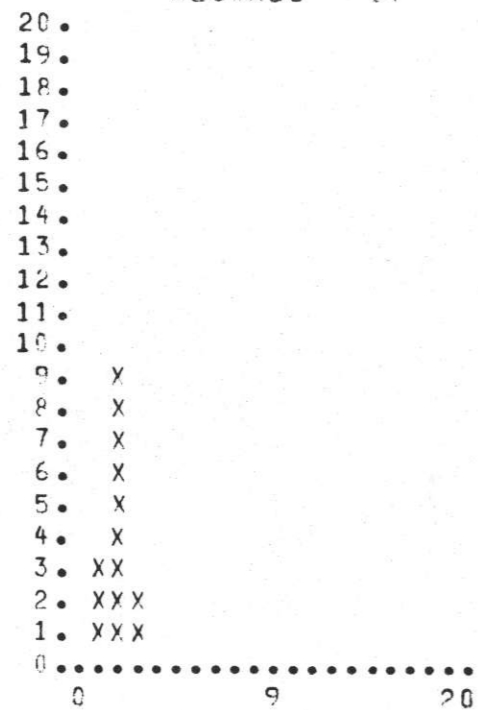 20.
19.
18.
17.
16.
15.
14.
13.
12.
11.
10.
9. X
8. X
7. X
6. X
5. X
4. X
3. XX
2. XXX
1. XXX
0......................
0 9 20